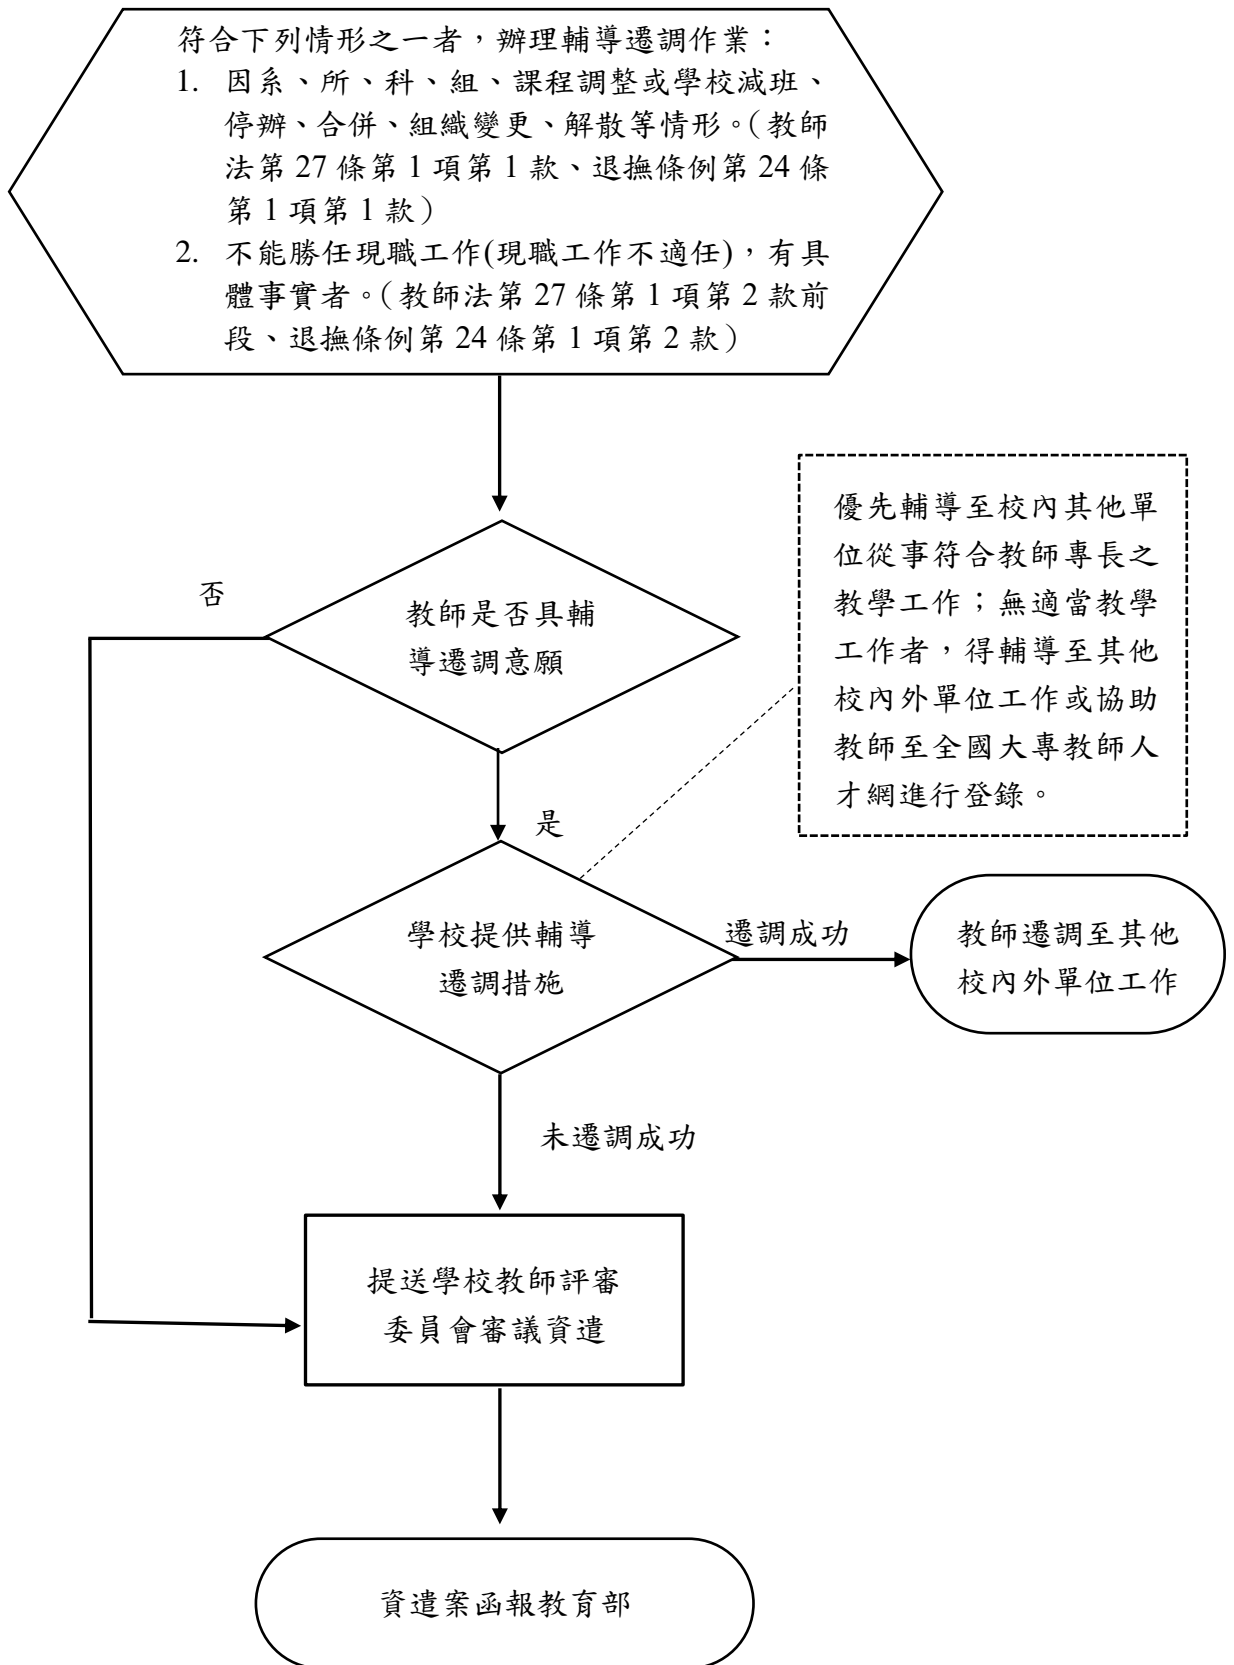 符合下列情形之一者，辦理輔導遷調作業：
1. 因系、所、科、組、課程調整或學校減班、
停辦、合併、組織變更、解散等情形。（教師
法第 27 條第 1 項第 1 款、退撫條例第 24 條
第 1 項第 1 款）
2. 不能勝任現職工作(現職工作不適任)，有具
體事實者。（教師法第 27 條第 1 項第 2 款前
段、退撫條例第 24 條第 1 項第 2 款）
優先輔導至校內其他單
位從事符合教師專長之
教學工作；無適當教學
工作者，得輔導至其他
校內外單位工作或協助
教師至全國大專教師人
才網進行登錄。
否
教師是否具輔
導遷調意願
是
學校提供輔導
遷調措施
遷調成功
教師遷調至其他
校內外單位工作
未遷調成功
提送學校教師評審
委員會審議資遣
資遣案函報教育部